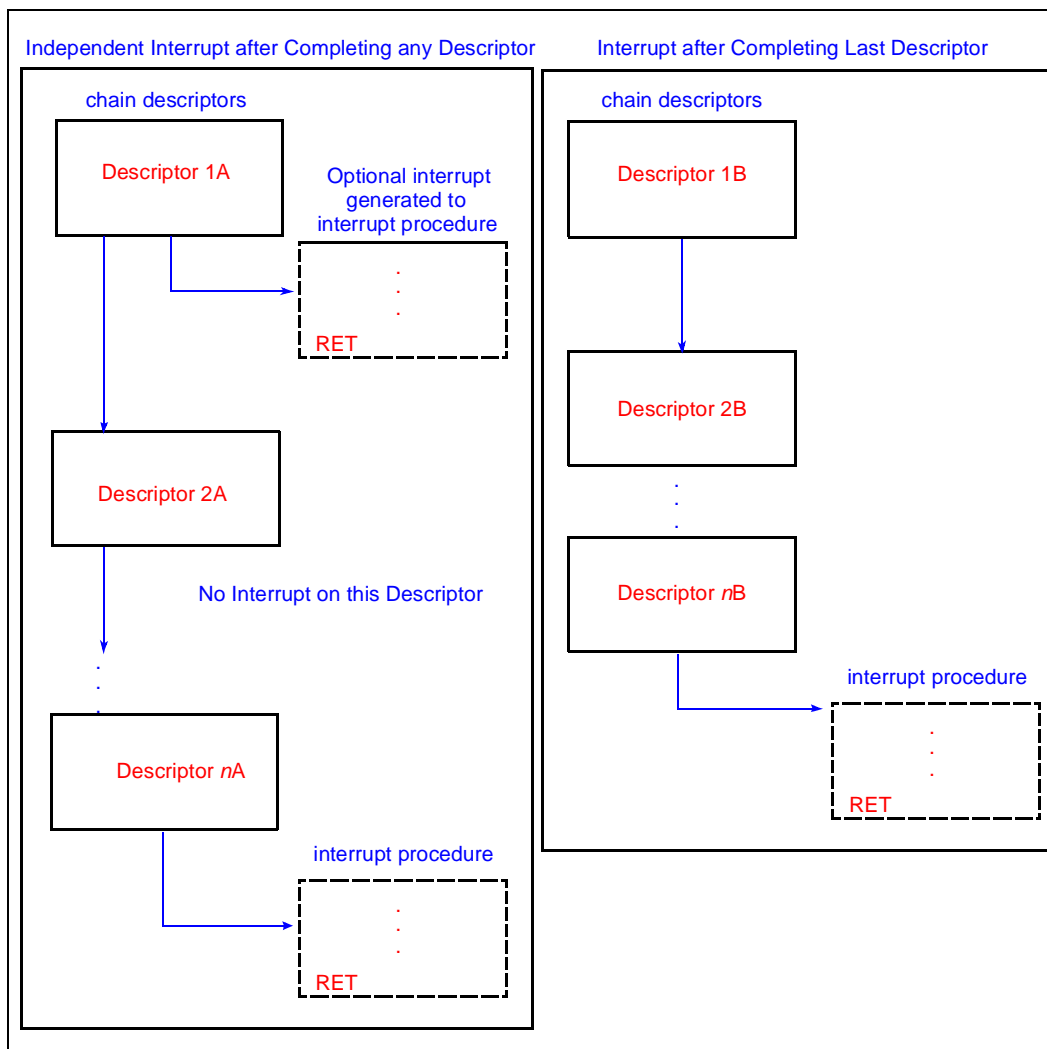 Independent Interrupt after Completing any Descriptor
chain descriptors
Descriptor 1A
Optional interrupt
generated to
interrupt procedure
.
.
.
RET
Descriptor 2A
No Interrupt on this Descriptor
.
.
.
Descriptor nA
interrupt procedure
.
.
.
RET
Interrupt after Completing Last Descriptor
chain descriptors
Descriptor 1B
Descriptor 2B
.
.
.
Descriptor nB
interrupt procedure
.
.
.
RET